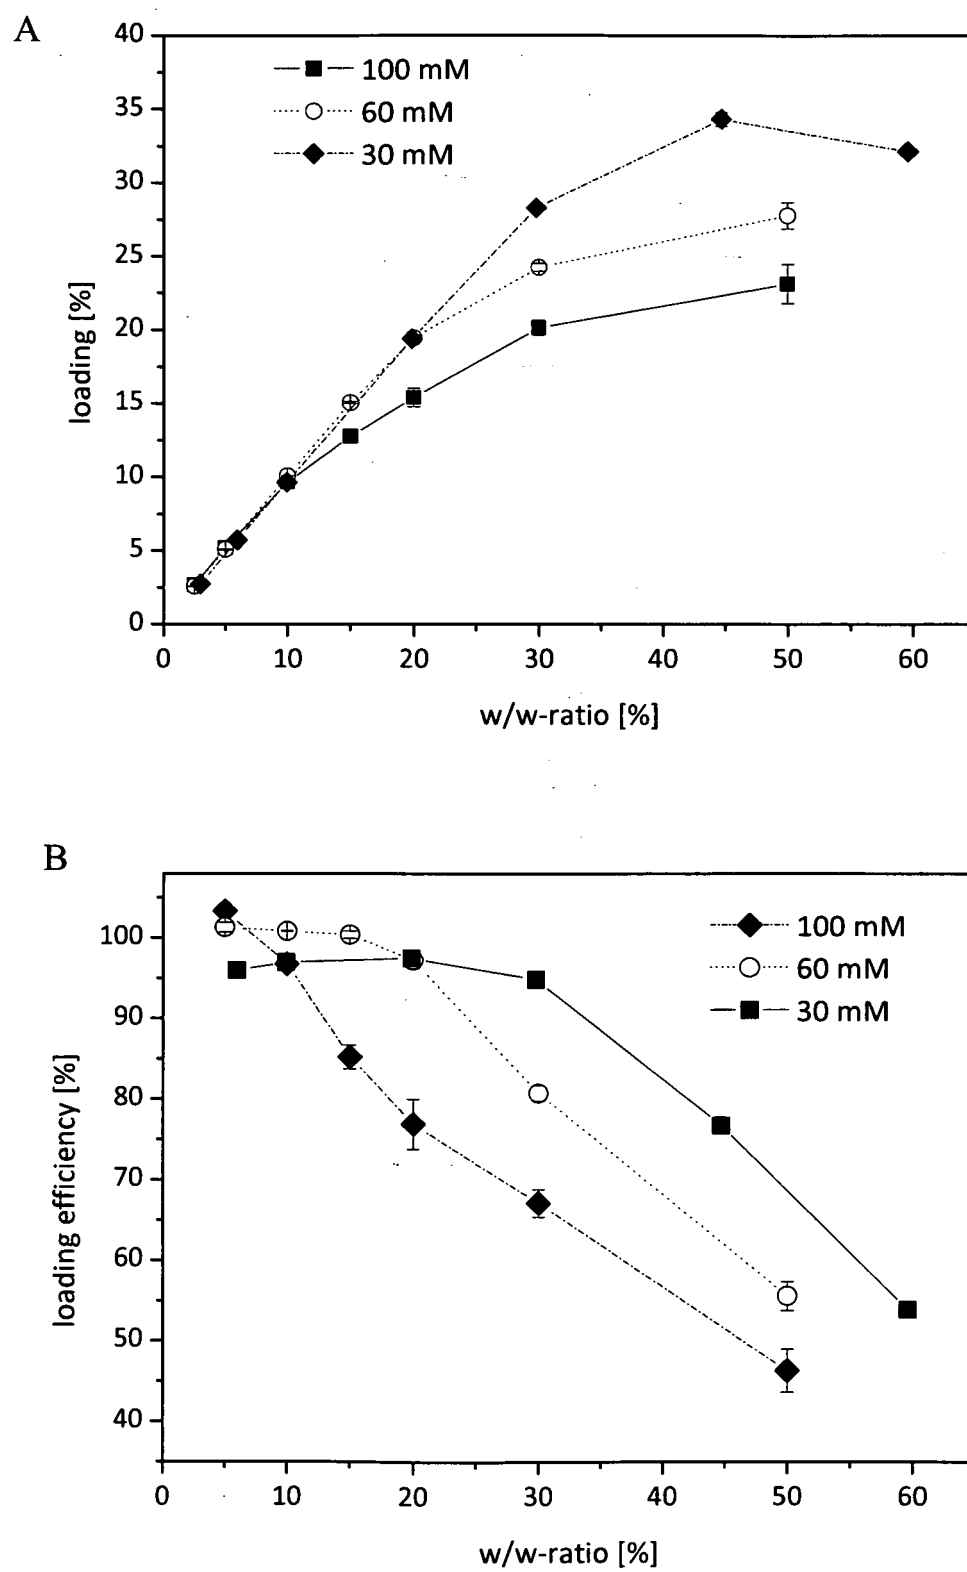 A
40
35
30
25
20
15
10
5
0
loading [%]
100 mM
60 mM
30 mM
0 10 20 30 40 50 60
w/w-ratio [%]
B
100
90
80
70
60
50
40
loading efficiency [%]
100 mM
60 mM
30 mM
0 10 20 30 40 50 60
w/w-ratio [%]